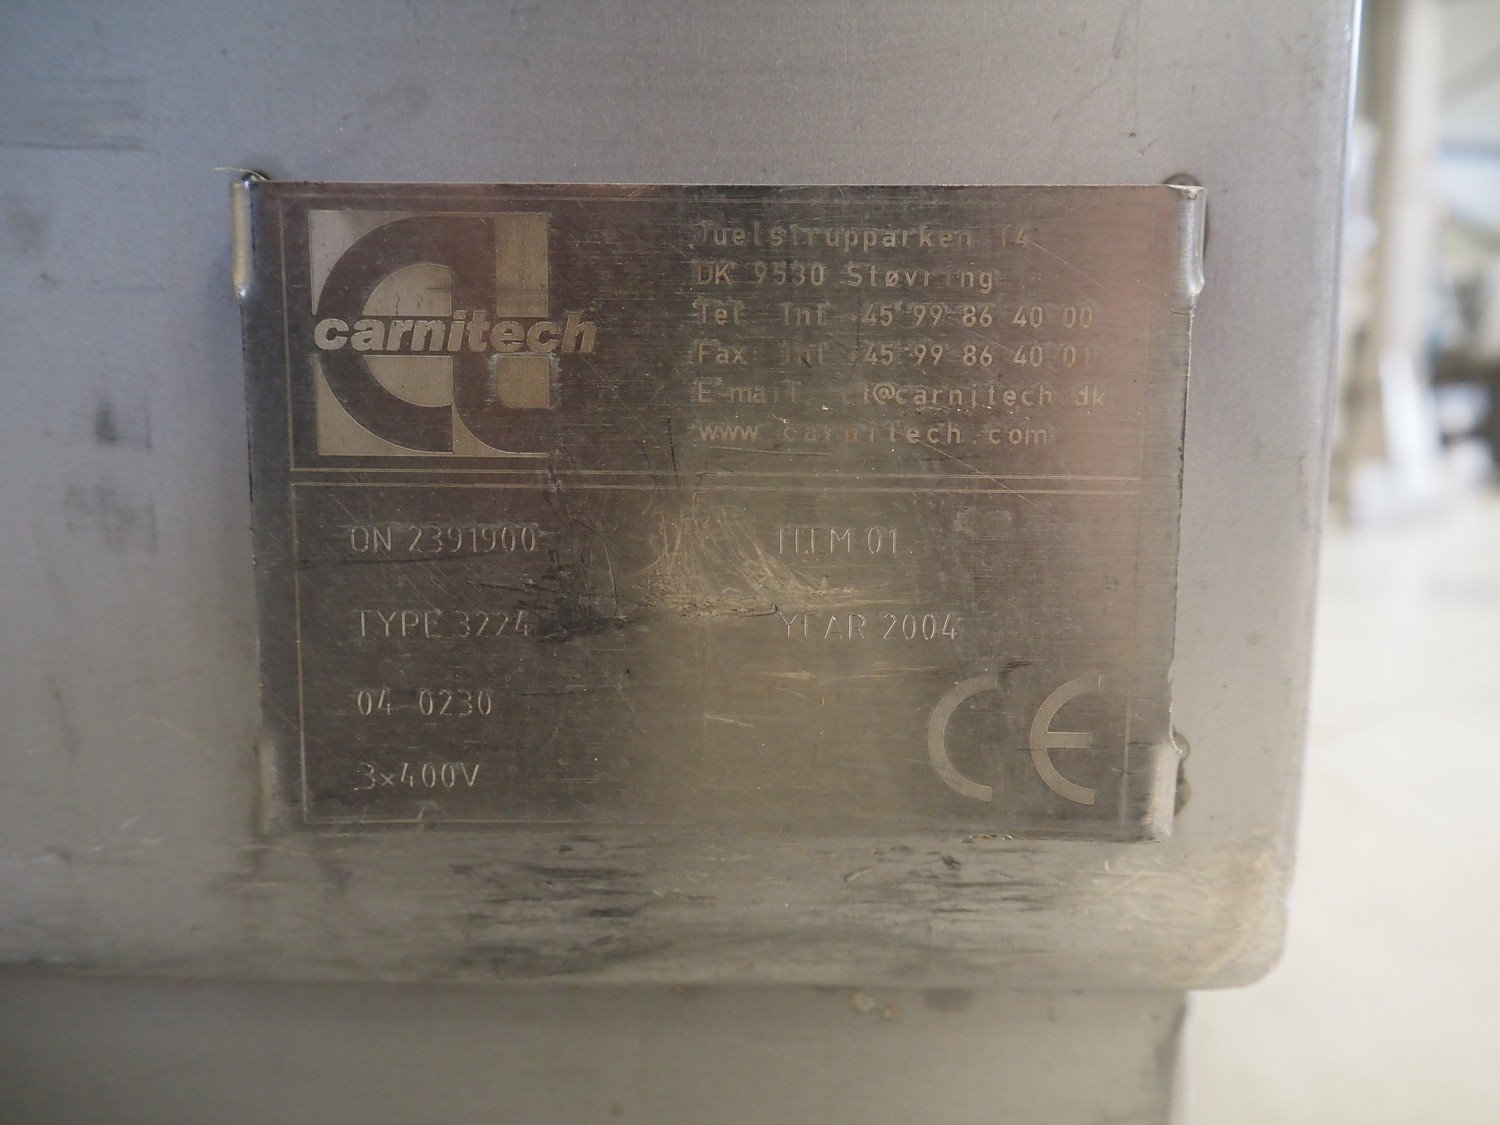 carnitech
Juelstrupparken 14
DK 9530 Støvring
Tel. Int +45 99 86 40 00
Fax: Int +45 99 86 40 01
E-mail: ct@carnitech.dk
www.carnitech.com
ON 2391900
ITEM 01
TYPE 3224
YEAR 2004
04-0230
3x400V
CE